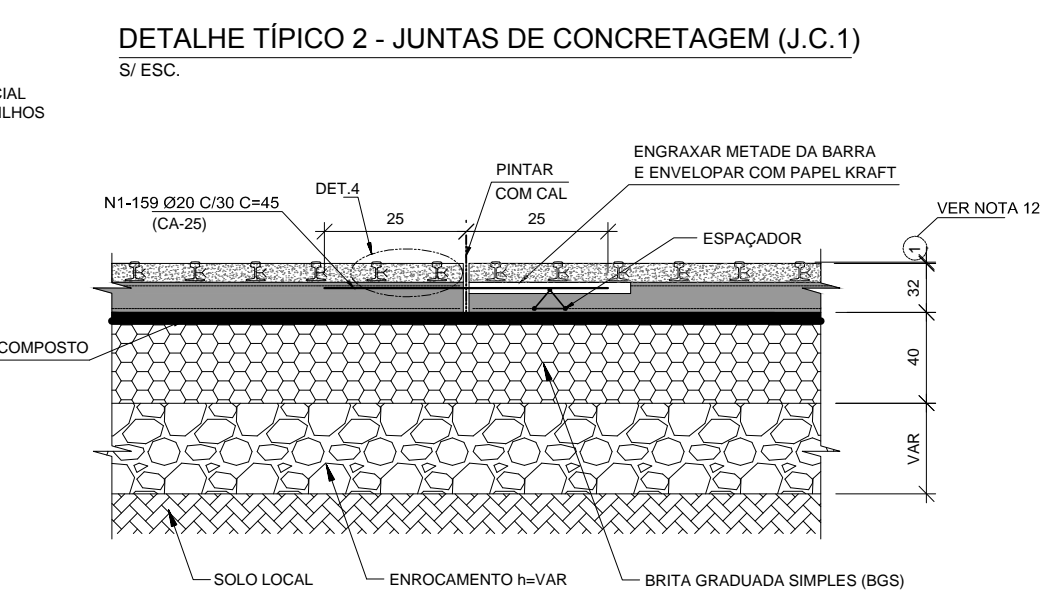 DETALHE TÍPICO 2 - JUNTAS DE CONCRETAGEM (J.C.1)
S/ ESC.
CIAL
ILHOS
ENGRAXAR METADE DA BARRA
E ENVELOPAR COM PAPEL KRAFT
PINTAR
COM CAL
DET.4
N1-159 Ø20 C/30 C=45
(CA-25)
25
25
VER NOTA 12
ESPAÇADOR
1
32
COMPOSTO
40
VAR
SOLO LOCAL
ENROCAMENTO h=VAR
BRITA GRADUADA SIMPLES (BGS)